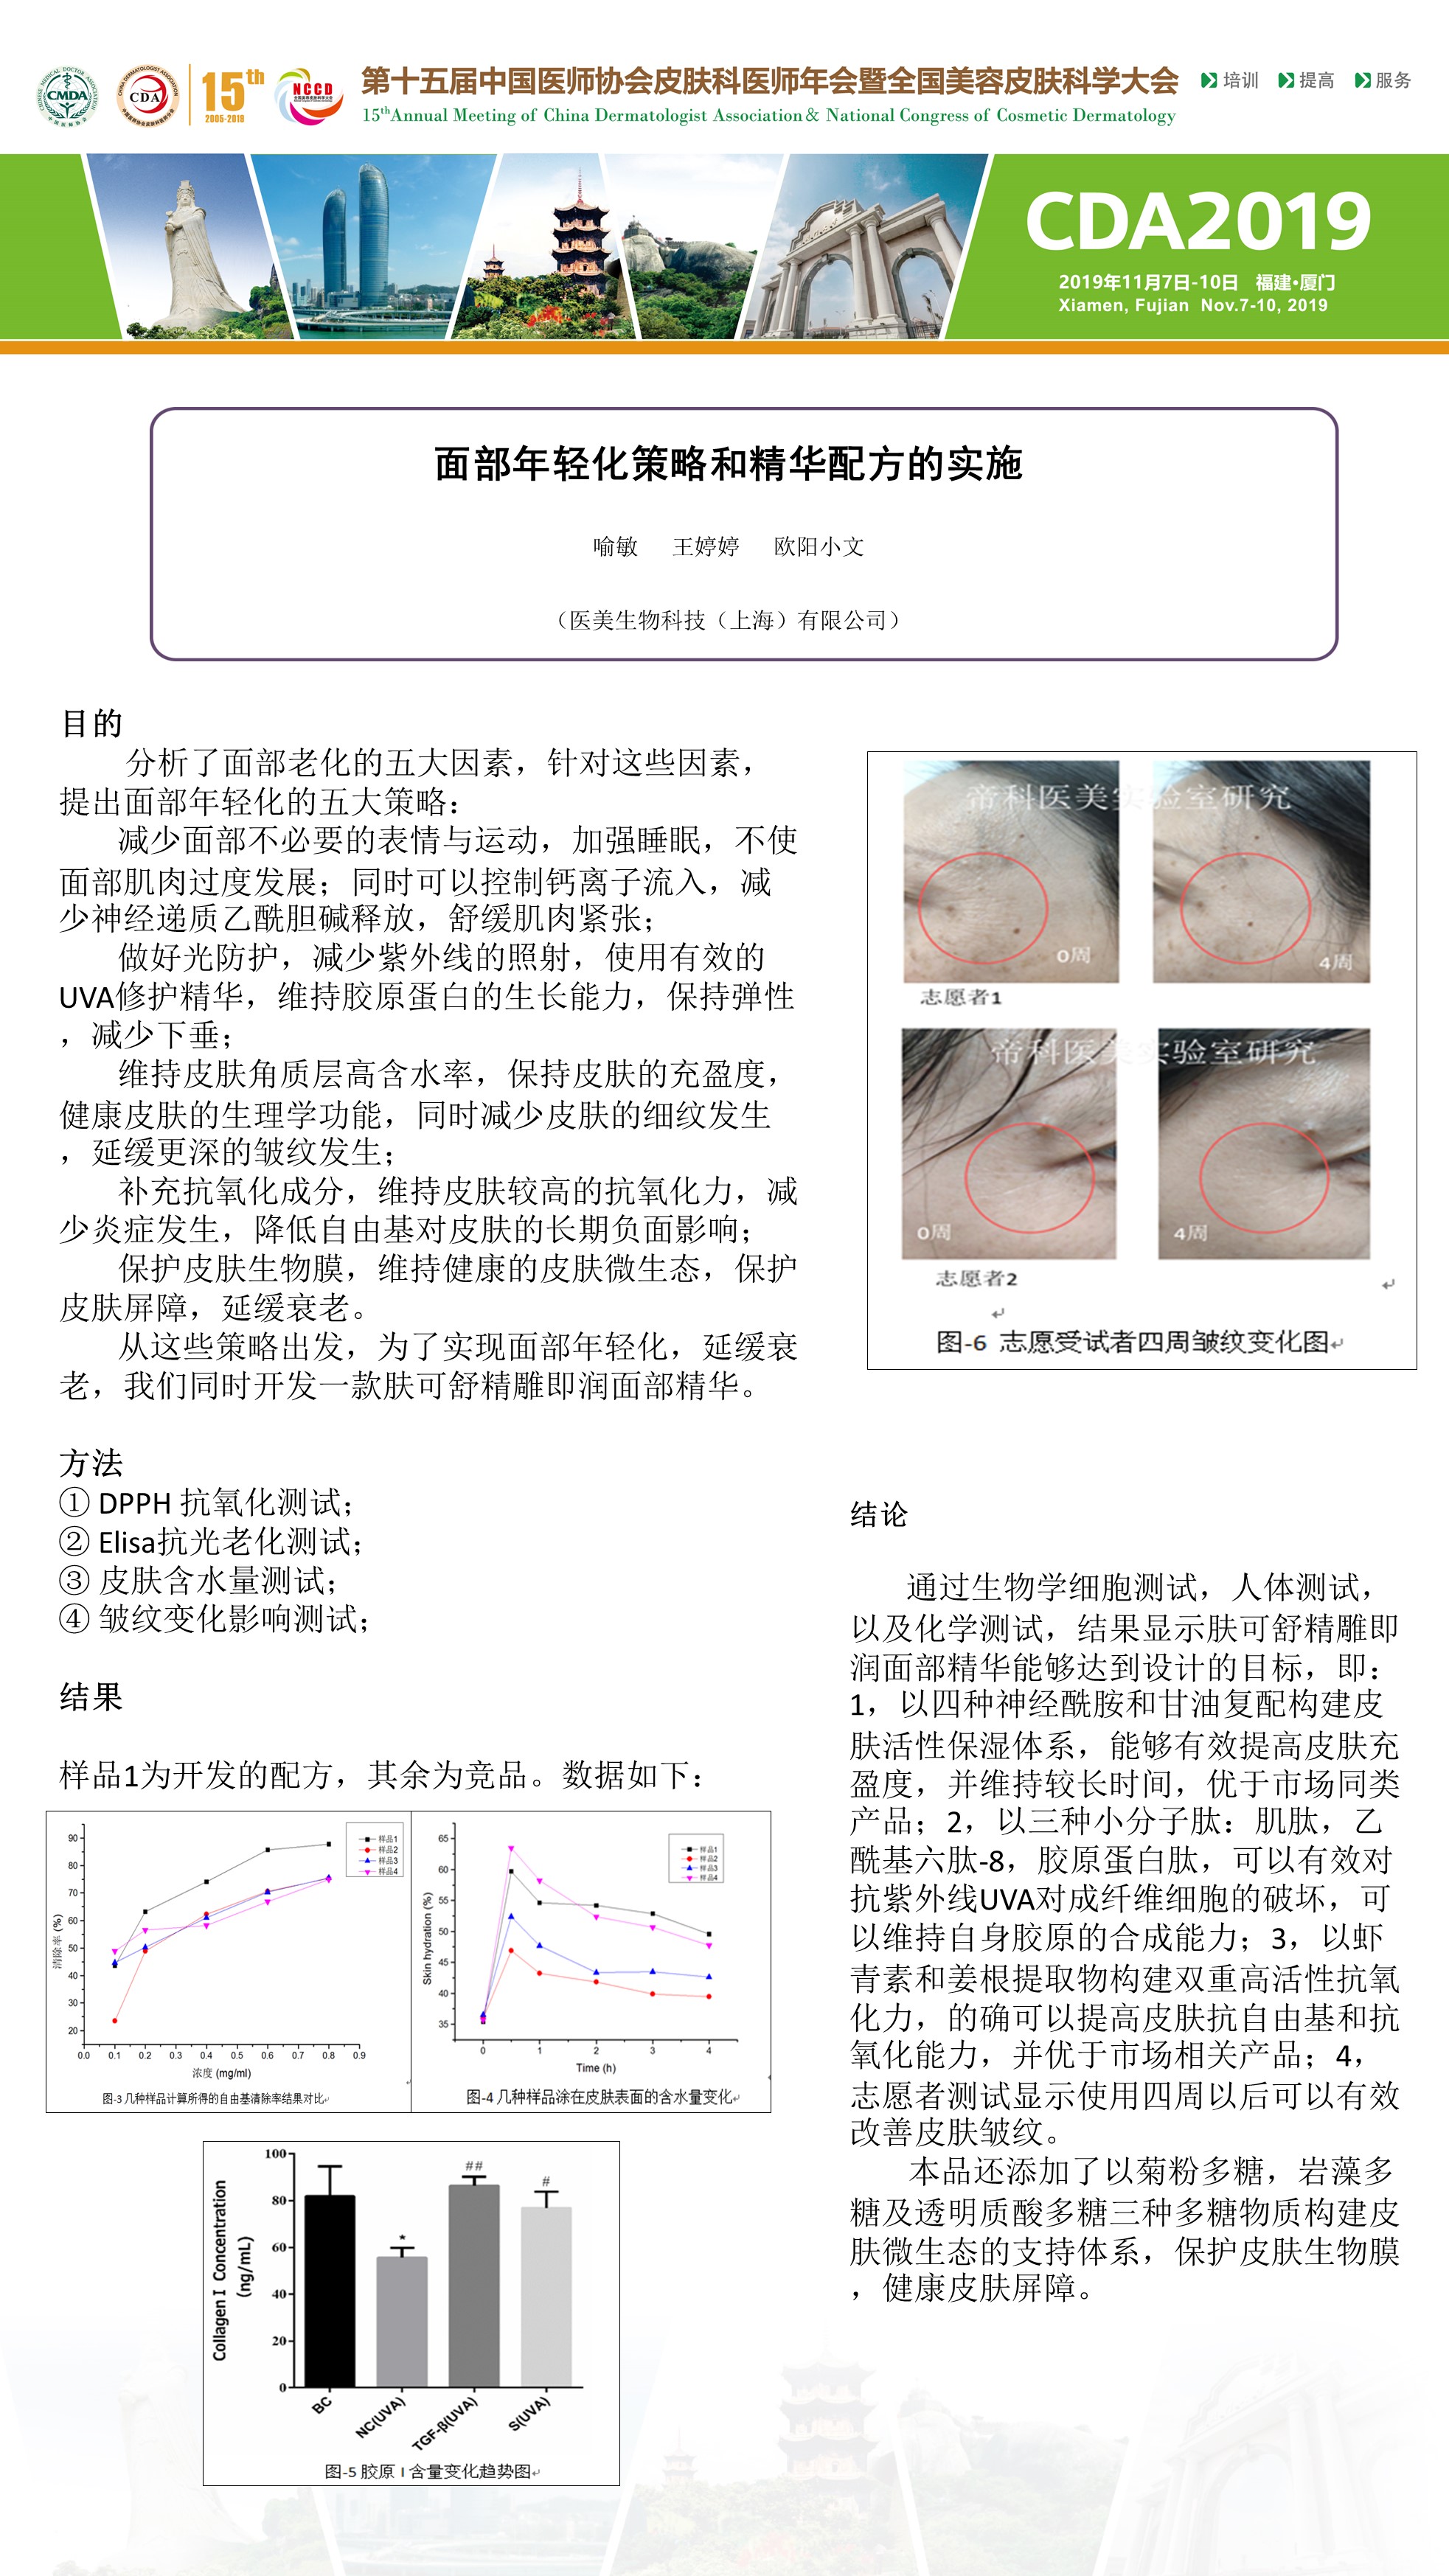 CHINESE MEDICAL DOCTOR ASSOCIATION
CMDA
中国医师协会
CHINA DERMATOLOGIST ASSOCIATION
CDA
15th
2005-2019
NCCD
第十五届中国医师协会皮肤科医师年会暨全国美容皮肤科学大会
15thAnnual Meeting of China Dermatologist Association & National Congress of Cosmetic Dermatology
培训 提高 服务
CDA2019
2019年11月7日-10日 福建·厦门
Xiamen, Fujian Nov.7-10, 2019
面部年轻化策略和精华配方的实施
喻敏 王婷婷 欧阳小文
（医美生物科技（上海）有限公司）
目的
分析了面部老化的五大因素，针对这些因素，
提出面部年轻化的五大策略：
减少面部不必要的表情与运动，加强睡眠，不使
面部肌肉过度发展；同时可以控制钙离子流入，减
少神经递质乙酰胆碱释放，舒缓肌肉紧张；
做好光防护，减少紫外线的照射，使用有效的
UVA修护精华，维持胶原蛋白的生长能力，保持弹性
，减少下垂；
维持皮肤角质层高含水率，保持皮肤的充盈度，
健康皮肤的生理学功能，同时减少皮肤的细纹发生
，延缓更深的皱纹发生；
补充抗氧化成分，维持皮肤较高的抗氧化力，减
少炎症发生，降低自由基对皮肤的长期负面影响；
保护皮肤生物膜，维持健康的皮肤微生态，保护
皮肤屏障，延缓衰老。
从这些策略出发，为了实现面部年轻化，延缓衰
老，我们同时开发一款肤可舒精雕即润面部精华。
方法
① DPPH 抗氧化测试；
② Elisa抗光老化测试；
③ 皮肤含水量测试；
④ 皱纹变化影响测试；
结果
样品1为开发的配方，其余为竞品。数据如下：
清除率 (%)
90
80
70
60
50
40
30
20
0.0 0.1 0.2 0.3 0.4 0.5 0.6 0.7 0.8 0.9
浓度 (mg/ml)
样品1
样品2
样品3
样品4
图-3 几种样品计算所得的自由基清除率结果对比
Skin hydration (%)
65
60
55
50
45
40
35
0 1 2 3 4
Time (h)
样品1
样品2
样品3
样品4
图-4 几种样品涂在皮肤表面的含水量变化
Collagen I Concentration
(ng/mL)
100
80
60
40
20
0
*
##
#
BC NC(UVA) TGF-β(UVA) S(UVA)
图-5 胶原 I 含量变化趋势图
帝科医美实验室研究
0周
4周
志愿者1
帝科医美实验室研究
0周
4周
志愿者2
图-6 志愿受试者四周皱纹变化图
结论
通过生物学细胞测试，人体测试，
以及化学测试，结果显示肤可舒精雕即
润面部精华能够达到设计的目标，即：
1，以四种神经酰胺和甘油复配构建皮
肤活性保湿体系，能够有效提高皮肤充
盈度，并维持较长时间，优于市场同类
产品；2，以三种小分子肽：肌肽，乙
酰基六肽-8，胶原蛋白肽，可以有效对
抗紫外线UVA对成纤维细胞的破坏，可
以维持自身胶原的合成能力；3，以虾
青素和姜根提取物构建双重高活性抗氧
化力，的确可以提高皮肤抗自由基和抗
氧化能力，并优于市场相关产品；4，
志愿者测试显示使用四周以后可以有效
改善皮肤皱纹。
本品还添加了以菊粉多糖，岩藻多
糖及透明质酸多糖三种多糖物质构建皮
肤微生态的支持体系，保护皮肤生物膜
，健康皮肤屏障。